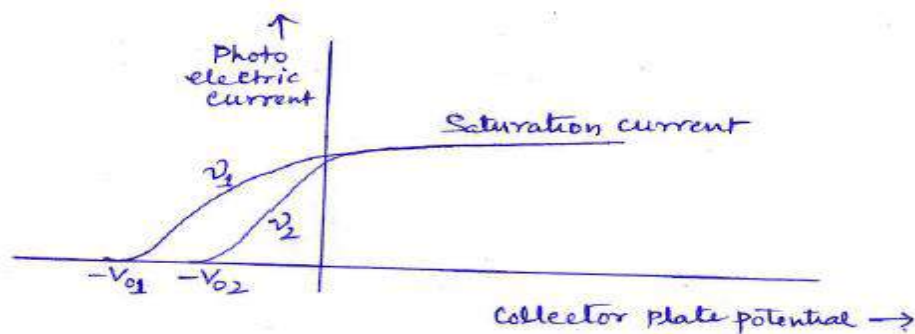 Photo
electric
current
Saturation current
ν₁
ν₂
-V₀₁
-V₀₂
Collector plate potential →